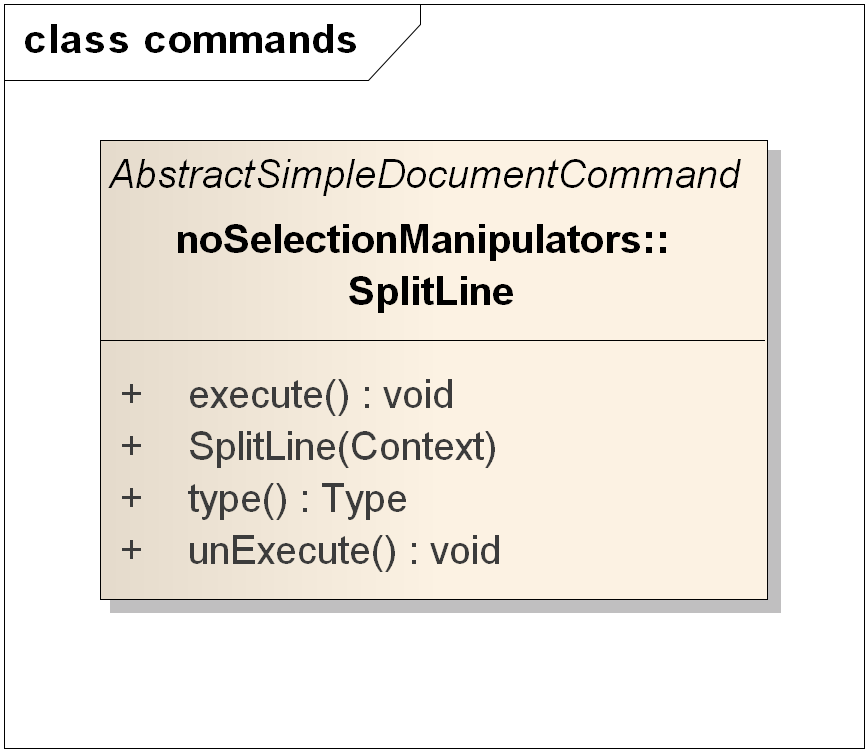 class commands
AbstractSimpleDocumentCommand
noSelectionManipulators::
SplitLine
+ execute() : void
+ SplitLine(Context)
+ type() : Type
+ unExecute() : void